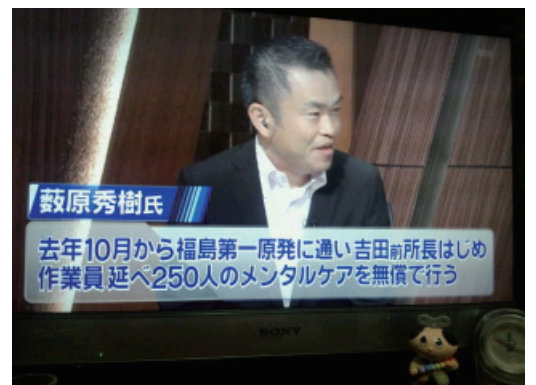 薮原秀樹氏
去年10月から福島第一原発に通い吉田前所長はじめ
作業員延べ250人のメンタルケアを無償で行う
SONY